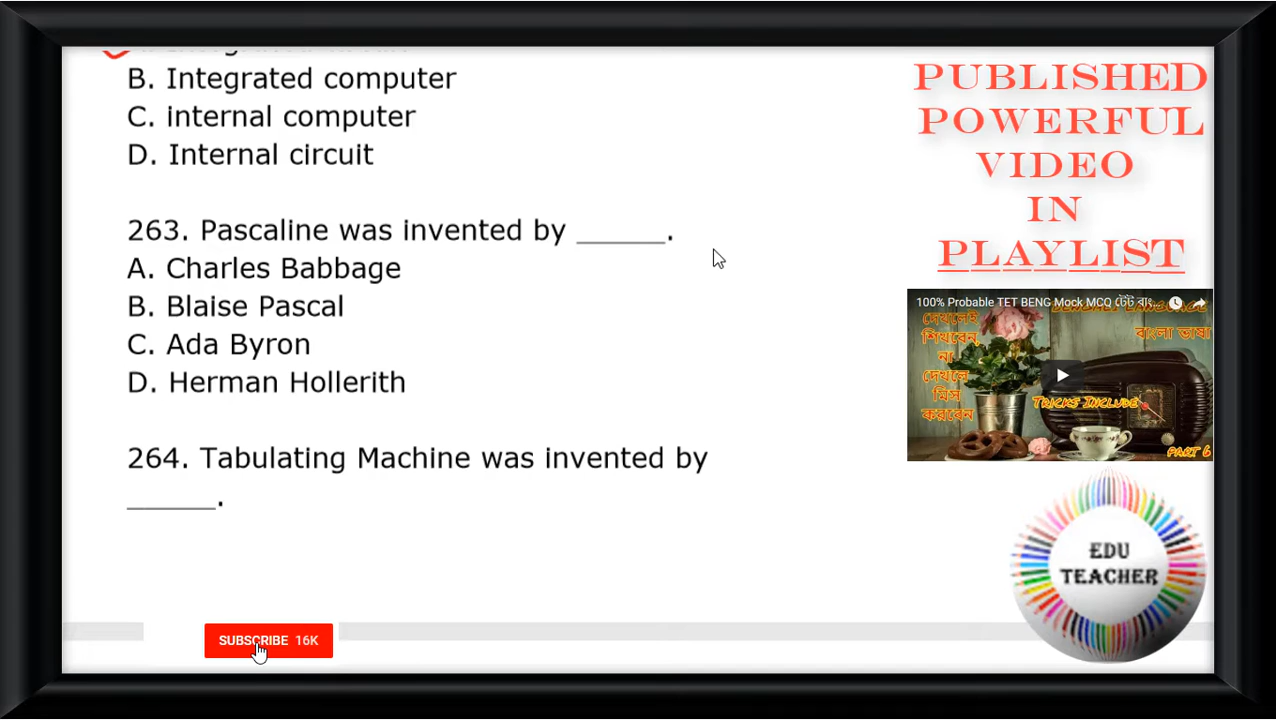 B. Integrated computer
C. internal computer
D. Internal circuit
263. Pascaline was invented by ______.
A. Charles Babbage
B. Blaise Pascal
C. Ada Byron
D. Herman Hollerith
264. Tabulating Machine was invented by
______.
SUBSCRIBE 16K
PUBLISHED
POWERFUL
VIDEO
IN
PLAYLIST
100% Probable TET BENG Mock MCQ টেট বাং...
BENGALI LANGUAGE
বাংলা ভাষা
দেখলেই
শিখবেন,
না
দেখলে
মিস
করবেন
TRICKS INCLUDE
PART 6
EDU
TEACHER